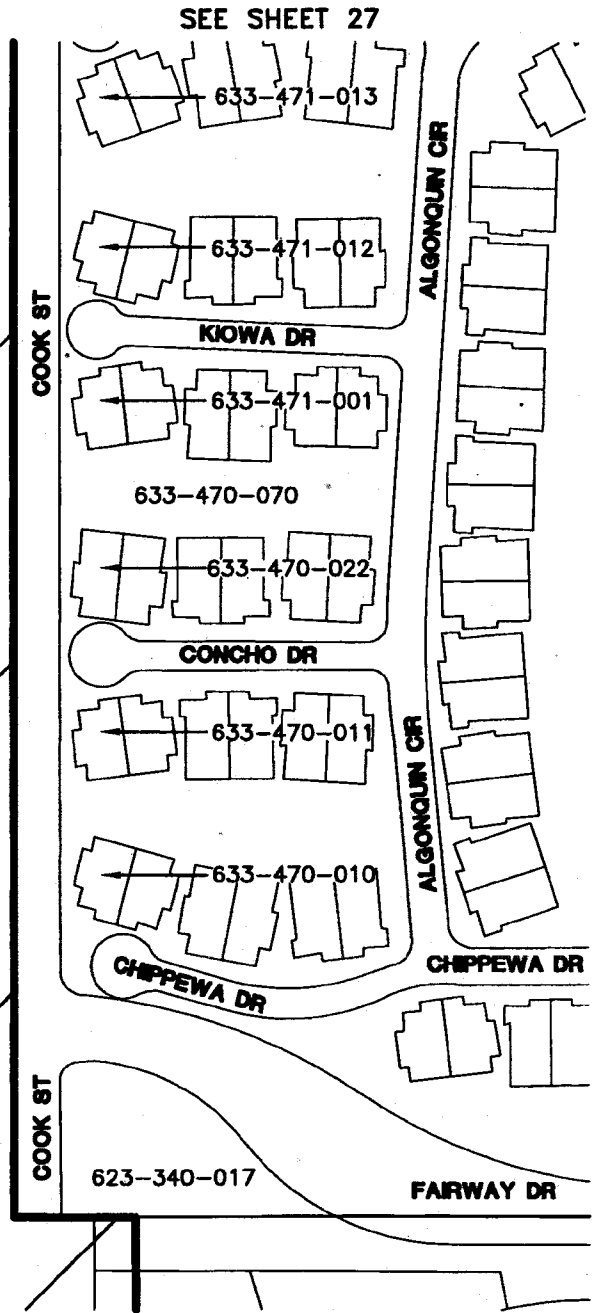 SEE SHEET 27
633-471-013
ALGONQUIN CIR
633-471-012
COOK ST
KIOWA DR
633-471-001
633-470-070
633-470-022
CONCHO DR
633-470-011
ALGONQUIN CIR
633-470-010
CHIPPEWA DR
CHIPPEWA DR
COOK ST
623-340-017
FAIRWAY DR